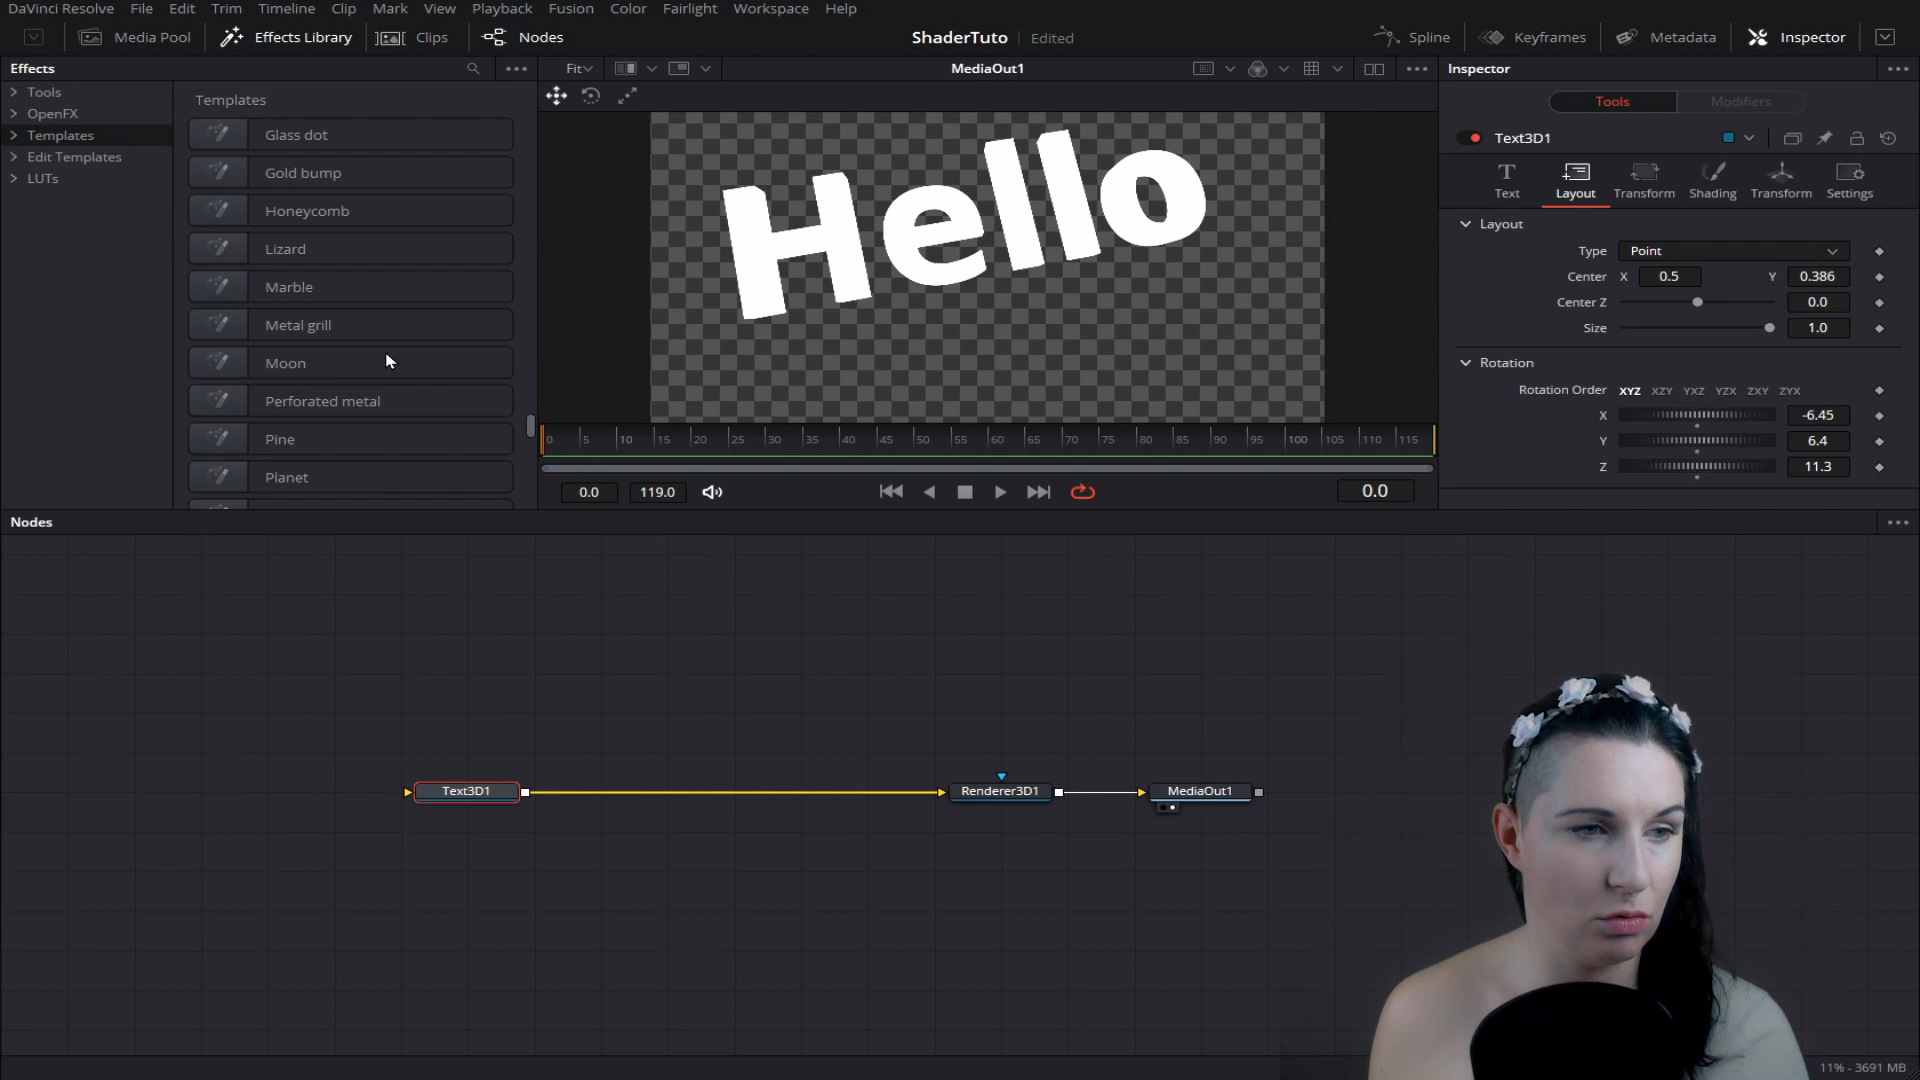 DaVinci Resolve File Edit Trim Timeline Clip Mark View Playback Fusion Color Fairlight Workspace Help
Media Pool Effects Library Clips Nodes ShaderTuto Edited Spline Keyframes Metadata Inspector
Effects Fit MediaOut1 Inspector
Tools
OpenFX
Templates
Edit Templates
LUTs
Templates
Glass dot
Gold bump
Honeycomb
Lizard
Marble
Metal grill
Moon
Perforated metal
Pine
Planet
Hello
0 5 10 15 20 25 30 35 40 45 50 55 60 65 70 75 80 85 90 95 100 105 110 115
0.0 119.0 0.0
Tools Modifiers
Text3D1
Text Layout Transform Shading Transform Settings
Layout
Type Point
Center X 0.5 Y 0.386
Center Z 0.0
Size 1.0
Rotation
Rotation Order XYZ XZY YXZ YZX ZXY ZYX
X -6.45
Y 6.4
Z 11.3
Nodes
Text3D1 Renderer3D1 MediaOut1
11% - 3691 MB